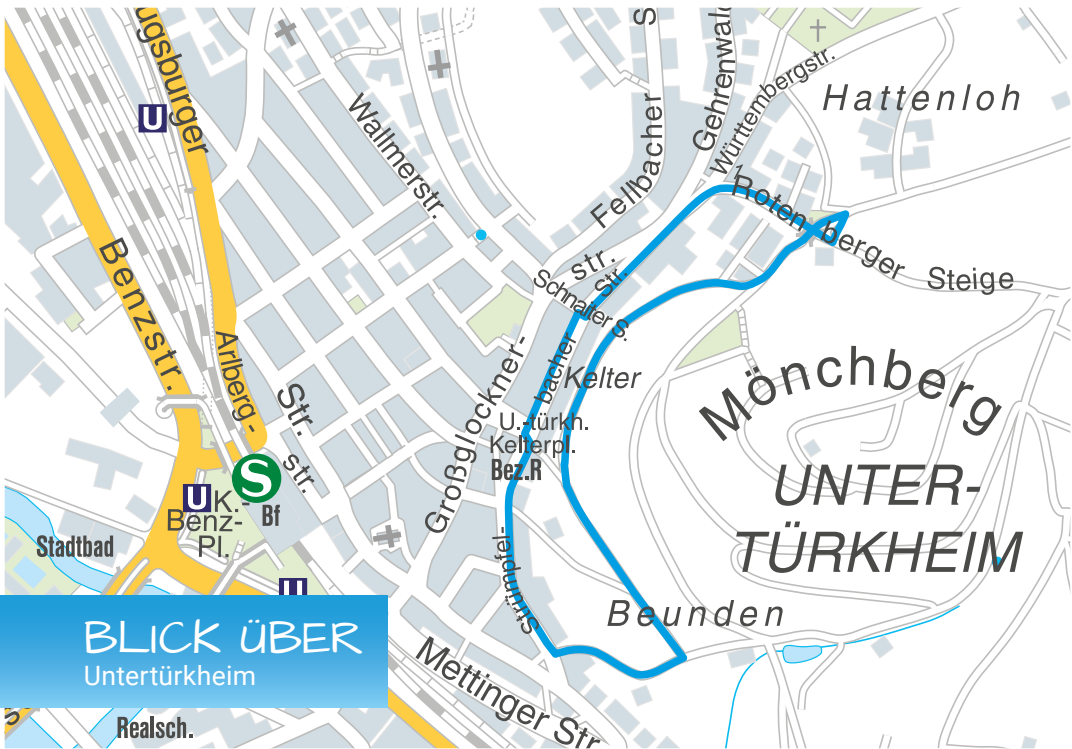 Augsburger
U
Wallmerstr.
S
Fellbacher
Gehrenwald
Württembergstr.
Hattenloh
Rotenberger
Steige
Benzstr.
Arlberg-
str.
Str.
str.
Schnaiter S.
Str.
bacher
Kelter
Großglockner-
U.-türkh.
Kelterpl.
Bez.R
Mönchberg
UNTER-
TÜRKHEIM
S
U
K.-
Benz-
Pl.
Bf
Stadtbad
U
Strümpfel-
Beunden
BLICK ÜBER
Untertürkheim
Mettinger Str.
Realsch.